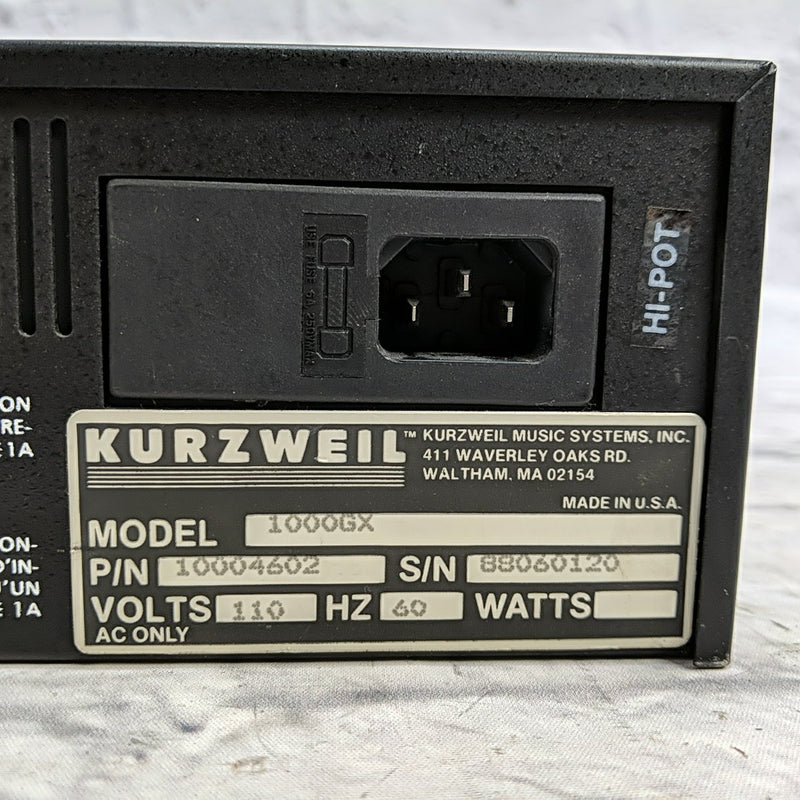 HI-POT
ON
RE-
1A
KURZWEIL™
KURZWEIL MUSIC SYSTEMS, INC.
411 WAVERLEY OAKS RD.
WALTHAM, MA 02154
MADE IN U.S.A.
MODEL 1000GX
P/N 10004602 S/N 88060120
VOLTS 110 HZ 60 WATTS
AC ONLY
ON-
D'IN-
U'UN
E 1A